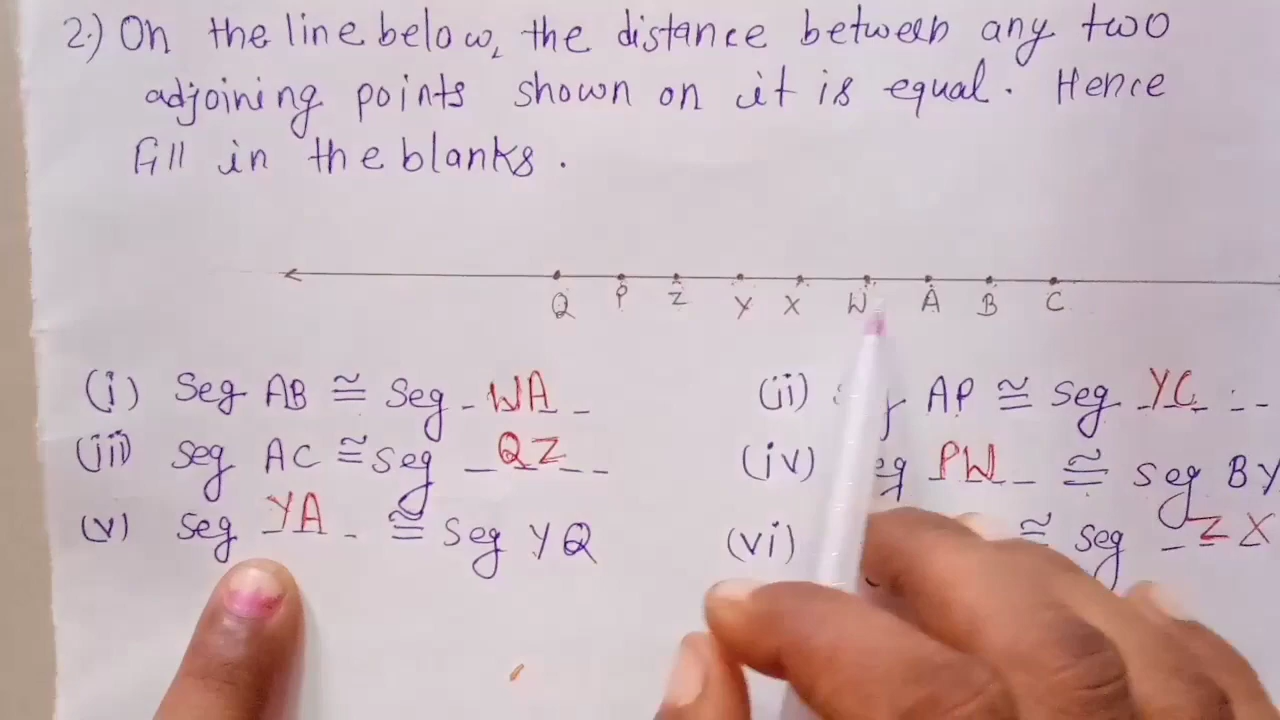 2.) On the line below, the distance between any two
adjoining points shown on it is equal. Hence
Fill in the blanks.
Q P Z Y X W A B C
(i) Seg AB ≅ Seg _ WA _
(ii) AP ≅ seg _ YC _ _ _
(iii) seg AC ≅ seg _ QZ _ _
(iv) PW _ ≅ seg BY
(v) seg _ YA _ ≅ seg YQ
(vi) ≅ seg _ ZX